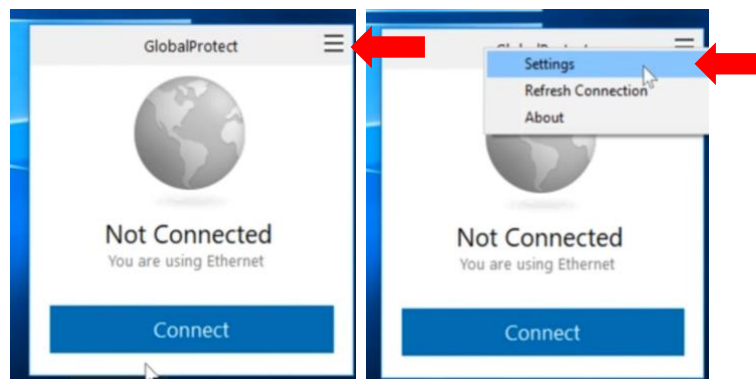 GlobalProtect
Not Connected
You are using Ethernet
Connect
Settings
Refresh Connection
About
Not Connected
You are using Ethernet
Connect